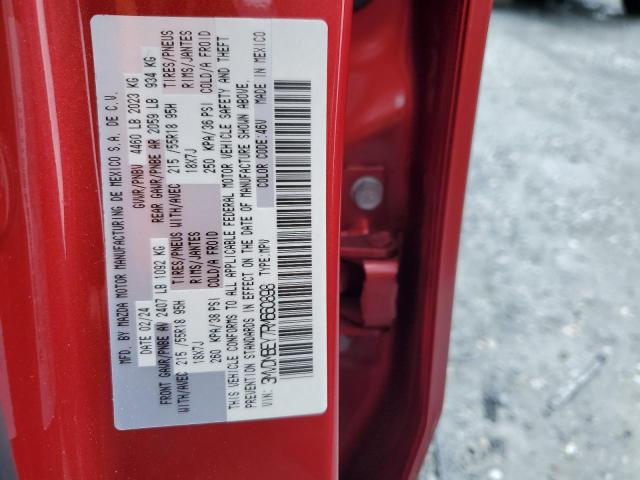 MFD. BY MAZDA MOTOR MANUFACTURING DE MEXICO S.A. DE C.V.
DATE 02/24 GVWR/PNBV 4460 LB 2023 KG
FRONT GAWR/PNBE AV 2407 LB 1092 KG REAR GAWR/PNBE AR 2059 LB 934 KG
WITH/AVEC 215 /55R18 95H TIRES/PNEUS WITH/AVEC 215 /55R18 95H TIRES/PNEUS
18X7J RIMS/JANTES 18X7J RIMS/JANTES
260 KPA/38 PSI COLD/A FROID 250 KPA/36 PSI COLD/A FROID
THIS VEHICLE CONFORMS TO ALL APPLICABLE FEDERAL MOTOR VEHICLE SAFETY AND THEFT
PREVENTION STANDARDS IN EFFECT ON THE DATE OF MANUFACTURE SHOWN ABOVE.
VIN: 3MVDMBEY7RM660898 TYPE:MPV COLOR CODE:46V MADE IN MEXICO